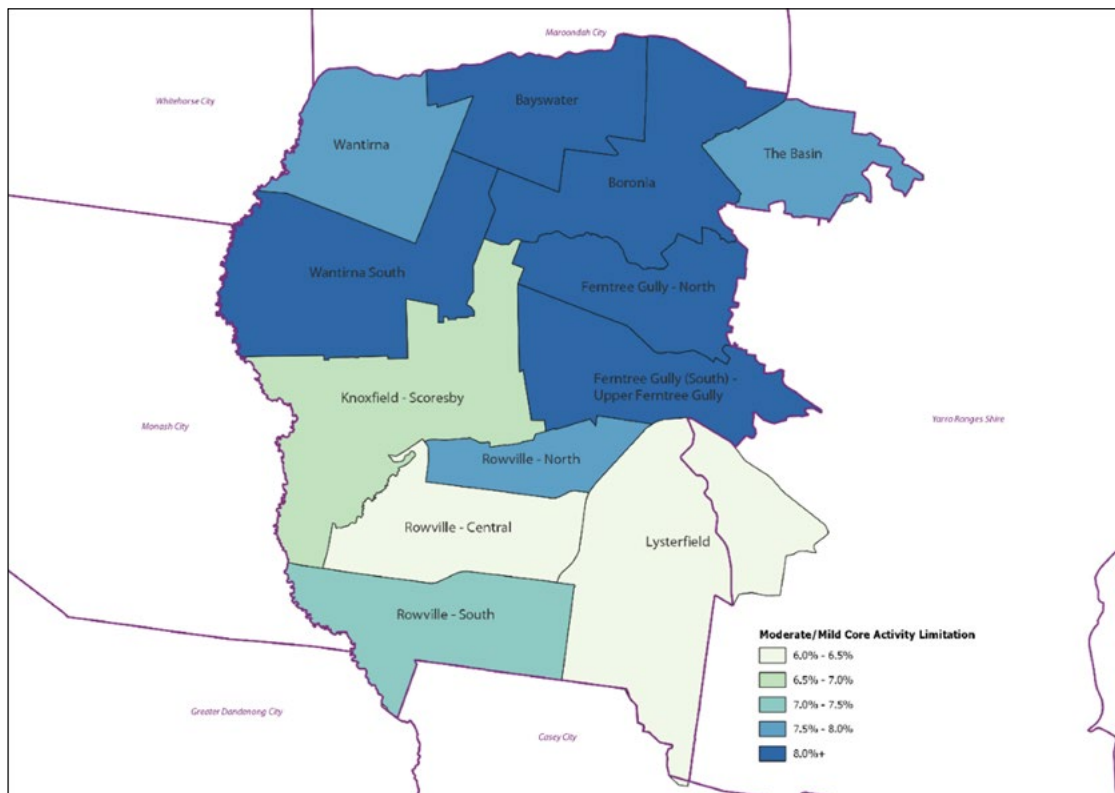 Maroondah City
Whitehorse City
Bayswater
Wantirna
The Basin
Boronia
Wantirna South
Ferntree Gully - North
Ferntree Gully (South) -
Upper Ferntree Gully
Knoxfield - Scoresby
Monash City
Yarra Ranges Shire
Rowville - North
Rowville - Central
Lysterfield
Rowville - South
Moderate/Mild Core Activity Limitation
6.0% - 6.5%
6.5% - 7.0%
7.0% - 7.5%
7.5% - 8.0%
8.0%+
Greater Dandenong City
Casey City